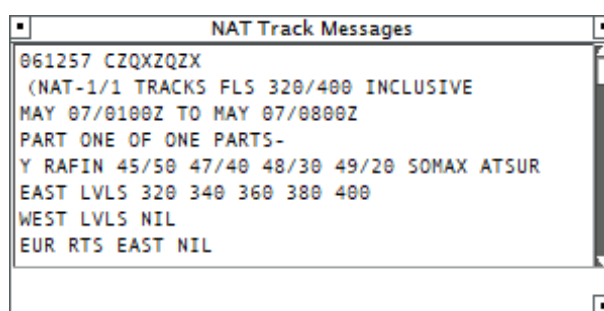 NAT Track Messages
061257 CZQXZQZX
(NAT-1/1 TRACKS FLS 320/400 INCLUSIVE
MAY 07/0100Z TO MAY 07/0800Z
PART ONE OF ONE PARTS-
Y RAFIN 45/50 47/40 48/30 49/20 SOMAX ATSUR
EAST LVLS 320 340 360 380 400
WEST LVLS NIL
EUR RTS EAST NIL